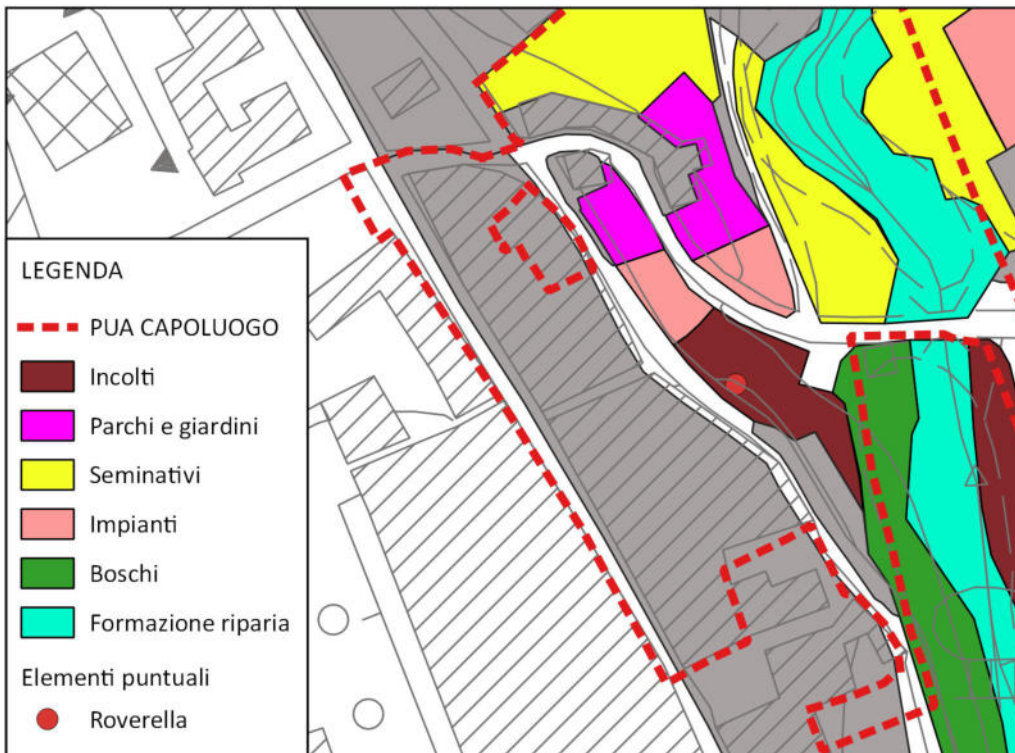 LEGENDA
PUA CAPOLUOGO
Incolti
Parchi e giardini
Seminativi
Impianti
Boschi
Formazione riparia
Elementi puntuali
Roverella